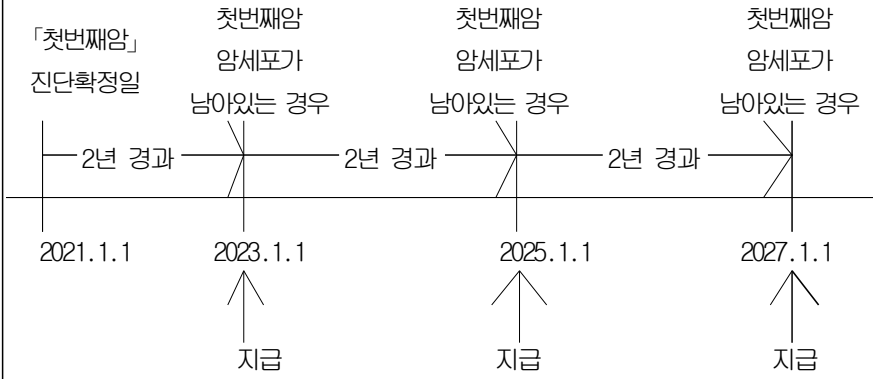 「첫번째암」
진단확정일
첫번째암
암세포가
남아있는 경우
첫번째암
암세포가
남아있는 경우
첫번째암
암세포가
남아있는 경우
2년 경과
2년 경과
2년 경과
2021.1.1
2023.1.1
2025.1.1
2027.1.1
지급
지급
지급